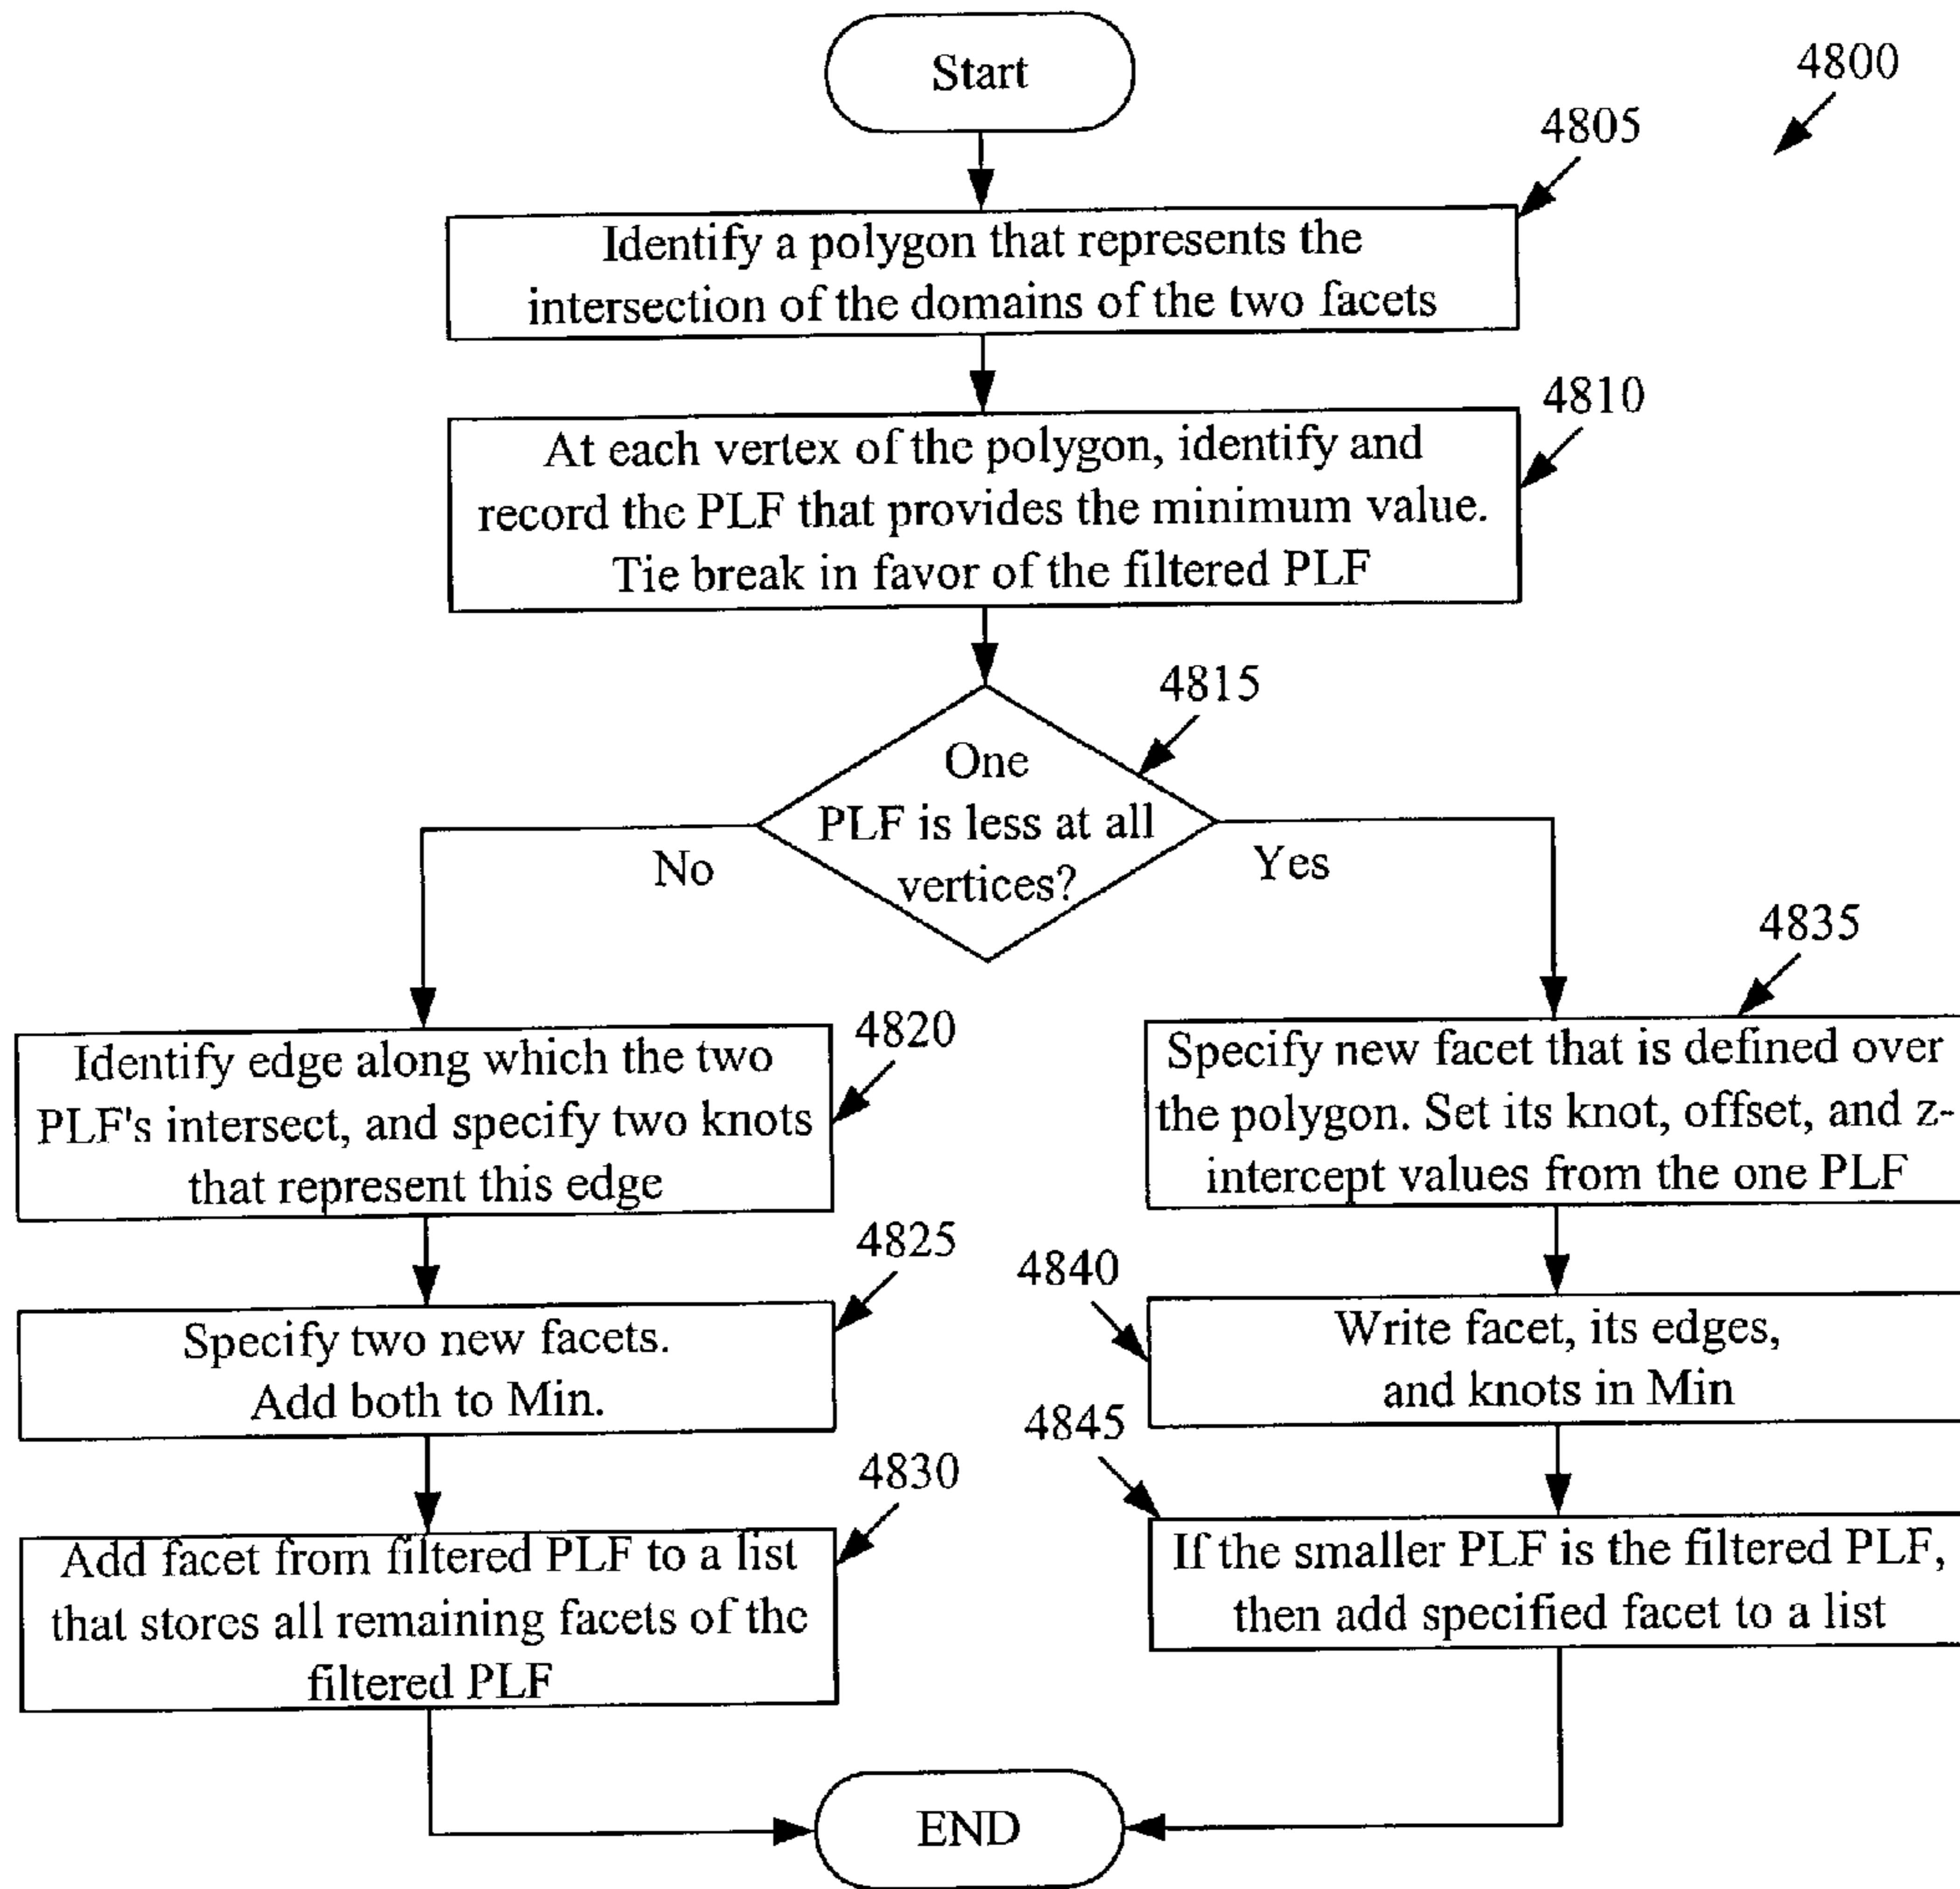 Start
4800
4805
Identify a polygon that represents the
intersection of the domains of the two facets
4810
At each vertex of the polygon, identify and
record the PLF that provides the minimum value.
Tie break in favor of the filtered PLF
4815
One
PLF is less at all
vertices?
No
Yes
4820
Identify edge along which the two
PLF's intersect, and specify two knots
that represent this edge
4825
Specify two new facets.
Add both to Min.
4830
Add facet from filtered PLF to a list
that stores all remaining facets of the
filtered PLF
4835
Specify new facet that is defined over
the polygon. Set its knot, offset, and z-
intercept values from the one PLF
4840
Write facet, its edges,
and knots in Min
4845
If the smaller PLF is the filtered PLF,
then add specified facet to a list
END